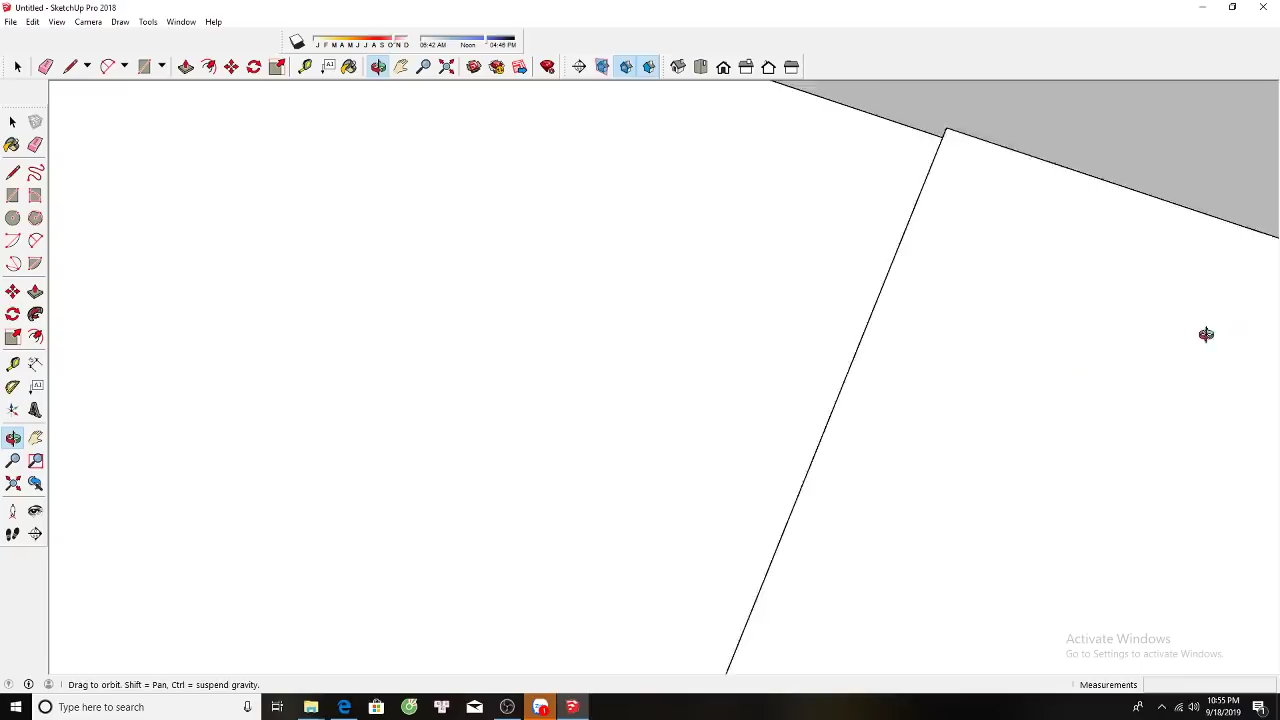 Untitled - SketchUp Pro 2018
File Edit View Camera Draw Tools Window Help
J F M A M J J A S O N D 06:42 AM Noon 04:46 PM
Activate Windows
Go to Settings to activate Windows.
Drag to orbit. Shift = Pan, Ctrl = suspend gravity. Measurements
Type here to search
10:55 PM
9/18/2019